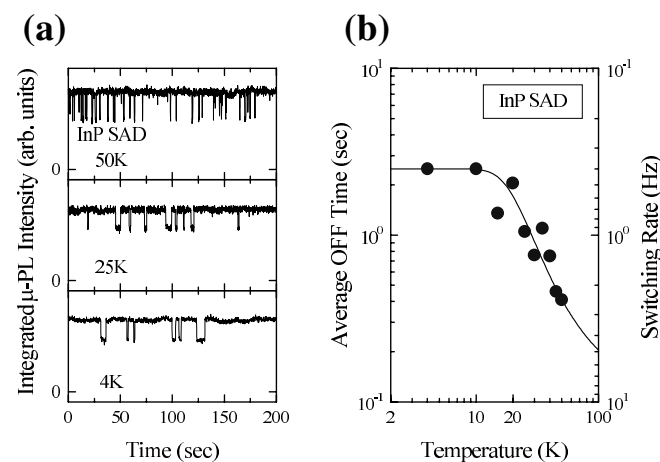 (a)
Integrated μ-PL Intensity (arb. units)
InP SAD
50K
0
25K
0
4K
0
0 50 100 150 200
Time (sec)
(b)
Average OFF Time (sec)
10^1
10^0
10^-1
InP SAD
10^-1
10^0
10^1
Switching Rate (Hz)
2 10 20 100
Temperature (K)